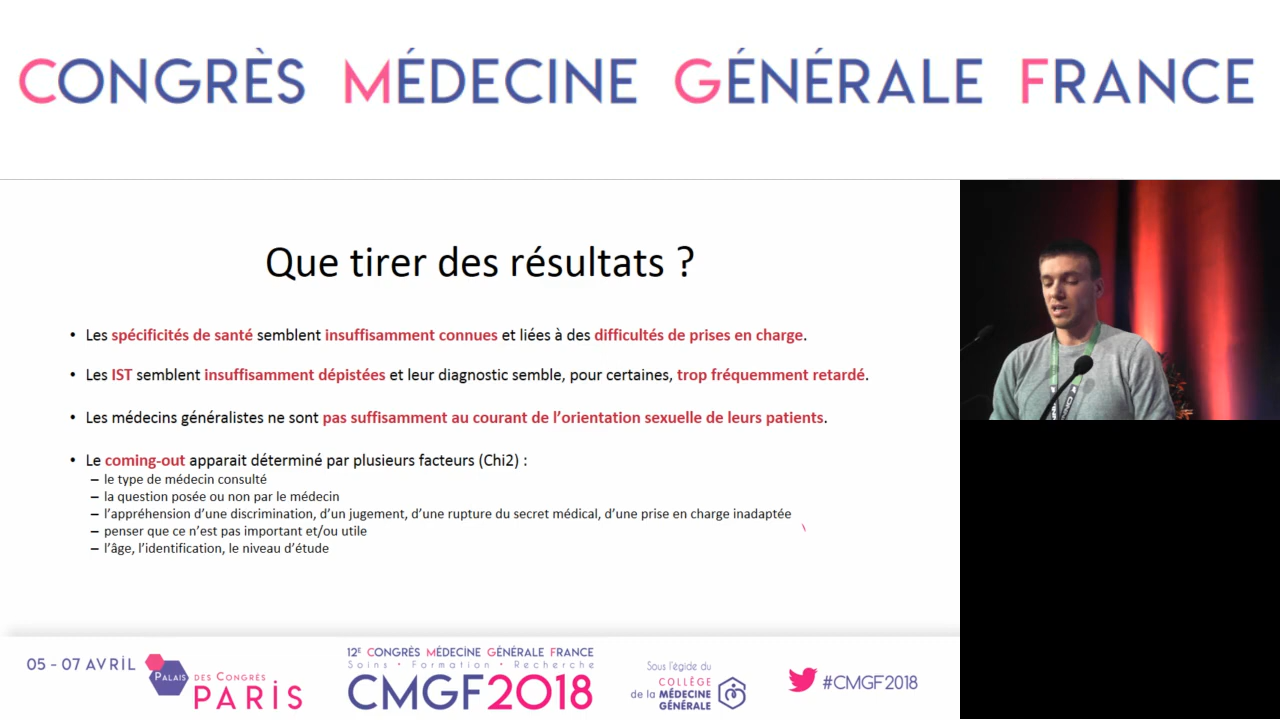 CONGRÈS MÉDECINE GÉNÉRALE FRANCE
Que tirer des résultats ?
• Les spécificités de santé semblent insuffisamment connues et liées à des difficultés de prises en charge.
• Les IST semblent insuffisamment dépistées et leur diagnostic semble, pour certaines, trop fréquemment retardé.
• Les médecins généralistes ne sont pas suffisamment au courant de l'orientation sexuelle de leurs patients.
• Le coming-out apparait déterminé par plusieurs facteurs (Chi2) :
– le type de médecin consulté
– la question posée ou non par le médecin
– l'appréhension d'une discrimination, d'un jugement, d'une rupture du secret médical, d'une prise en charge inadaptée
– penser que ce n'est pas important et/ou utile
– l'âge, l'identification, le niveau d'étude
05 - 07 AVRIL
PALAIS DES CONGRÈS
PARIS
12E CONGRÈS MÉDECINE GÉNÉRALE FRANCE
Soins • Formation • Recherche
CMGF2018
Sous l'égide du
COLLÈGE
de la MÉDECINE
GÉNÉRALE
#CMGF2018